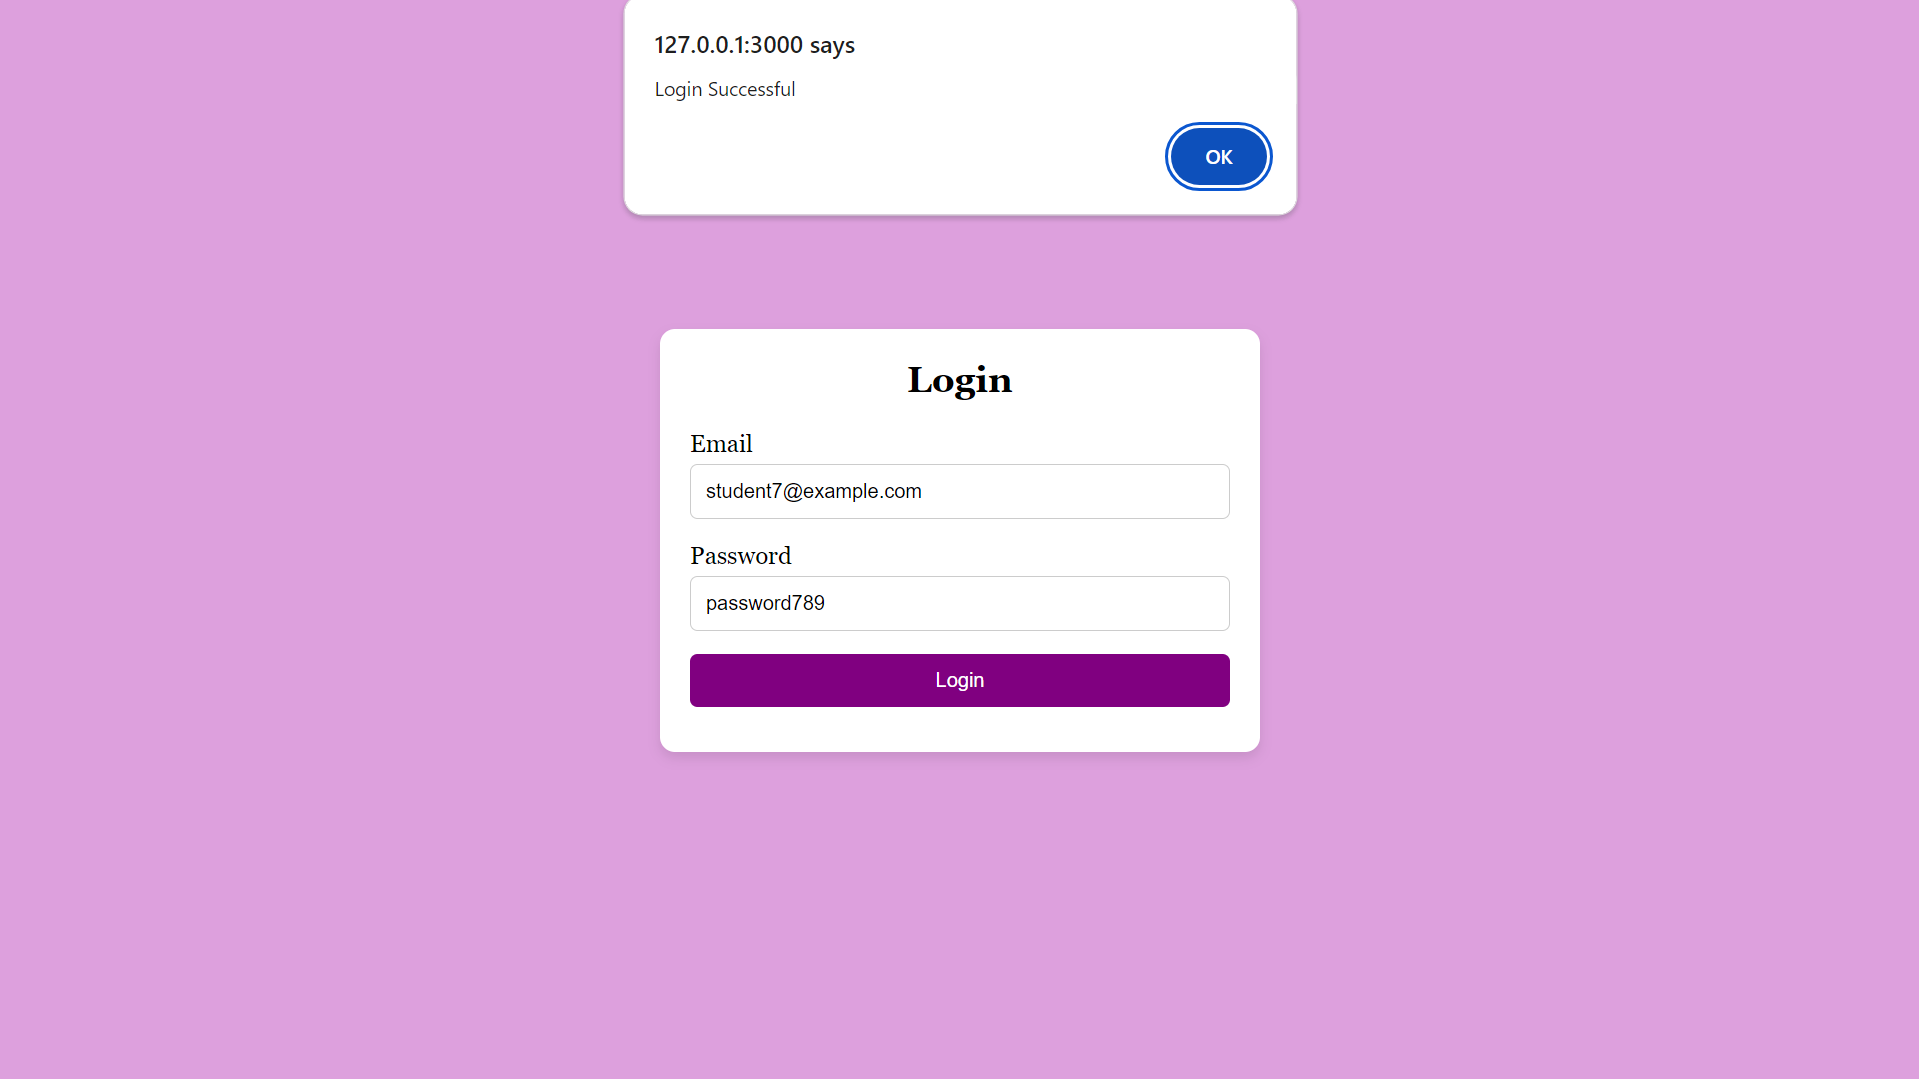 127.0.0.1:3000 says
Login Successful
OK
Login
Email
student7@example.com
Password
password789
Login